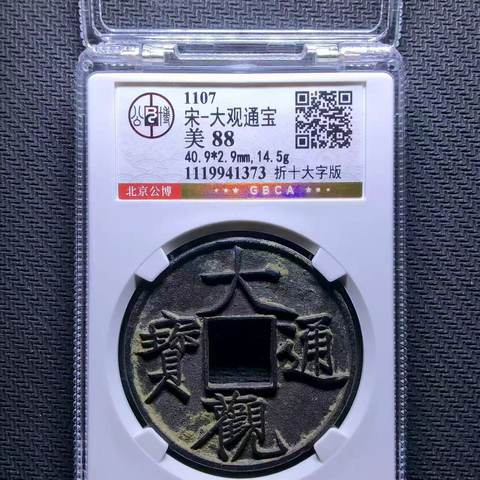 1107
宋-大观通宝
美 88
40.9*2.9mm,14.5g
1119941373 折十大字版
北京公博 GBCA
大
寶 通
觀